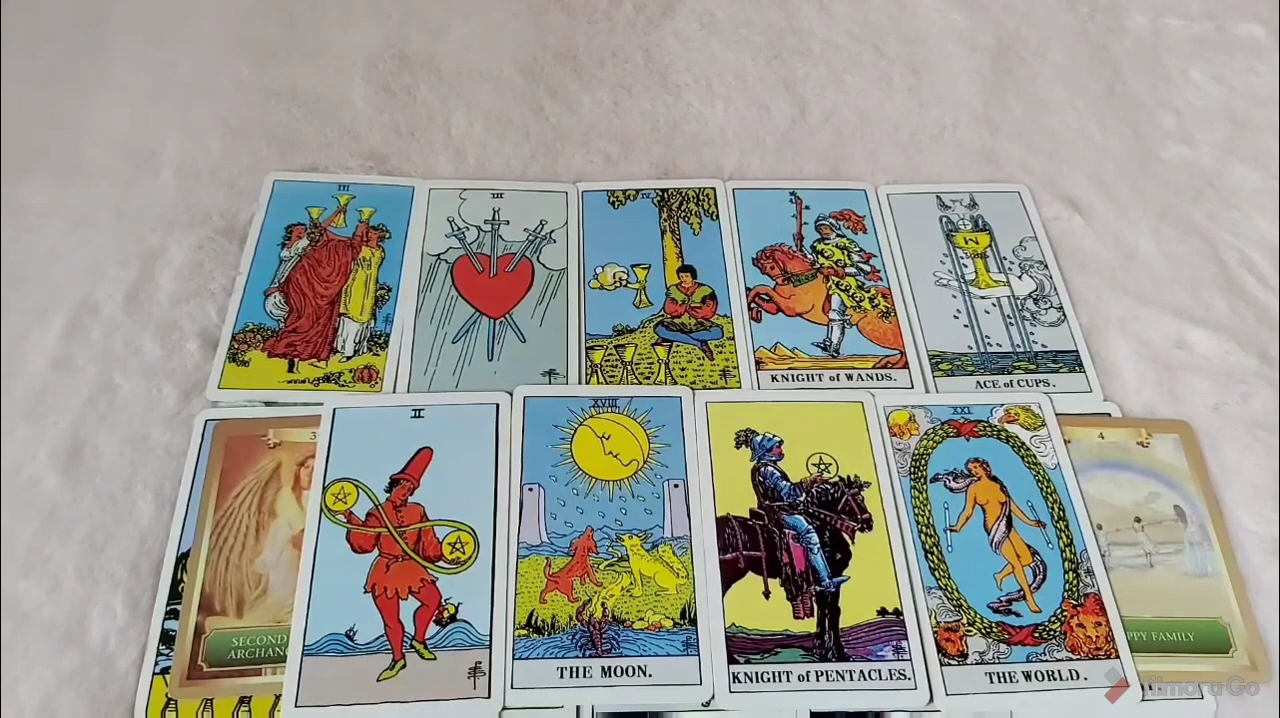 III
III
IV
KNIGHT of WANDS.
ACE of CUPS.
3
SECOND
II
XVIII
THE MOON.
KNIGHT of PENTACLES.
XXI
THE WORLD.
4
PPY FAMILY
filmoraGo